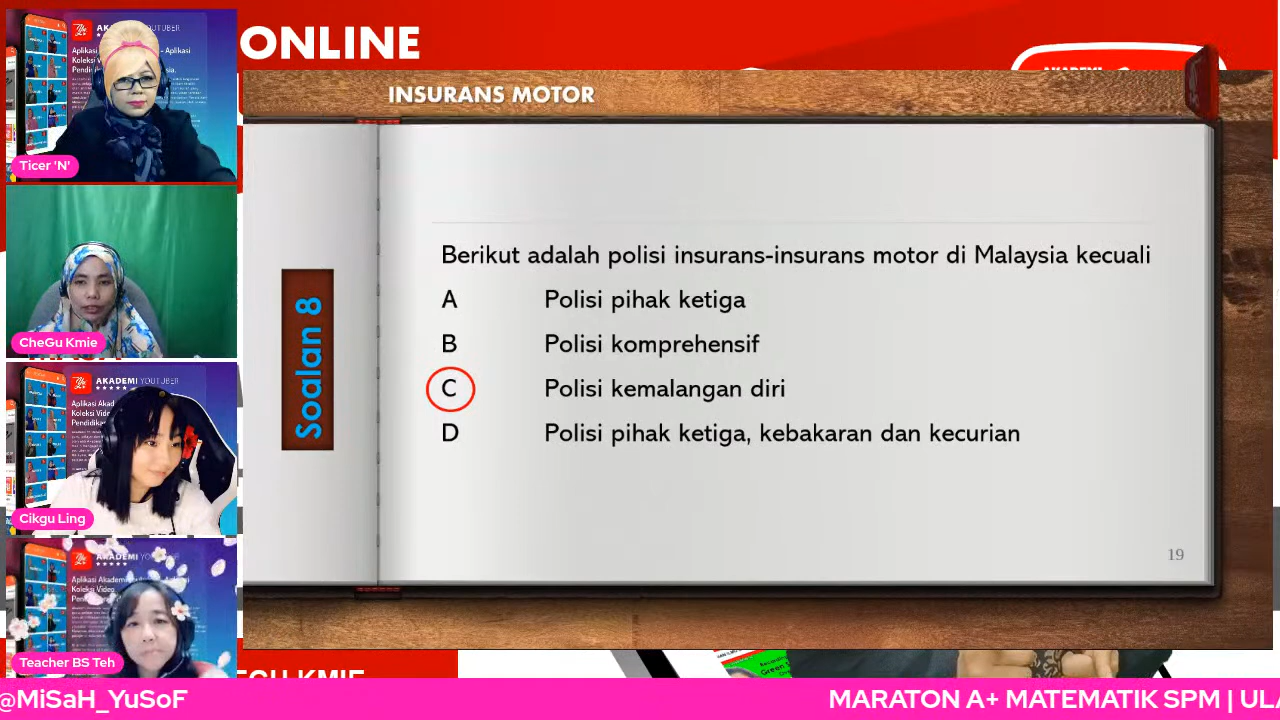 ONLINE
INSURANS MOTOR
Soalan 8
Berikut adalah polisi insurans-insurans motor di Malaysia kecuali
A Polisi pihak ketiga
B Polisi komprehensif
C Polisi kemalangan diri
D Polisi pihak ketiga, kebakaran dan kecurian
19
Ticer 'N'
CheGu Kmie
AKADEMI YOUTUBER
Cikgu Ling
AKADEMI
Teacher BS Teh
@MiSaH_YuSoF
MARATON A+ MATEMATIK SPM | ULA